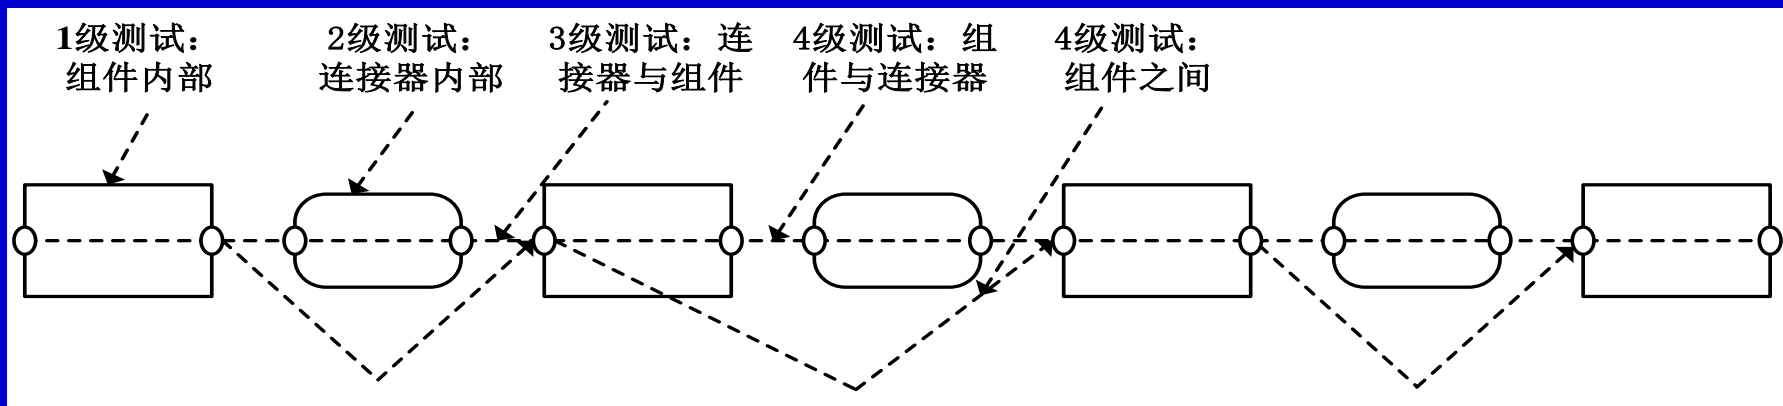 1级测试：
组件内部
2级测试：
连接器内部
3级测试：连
接器与组件
4级测试：组
件与连接器
4级测试：
组件之间